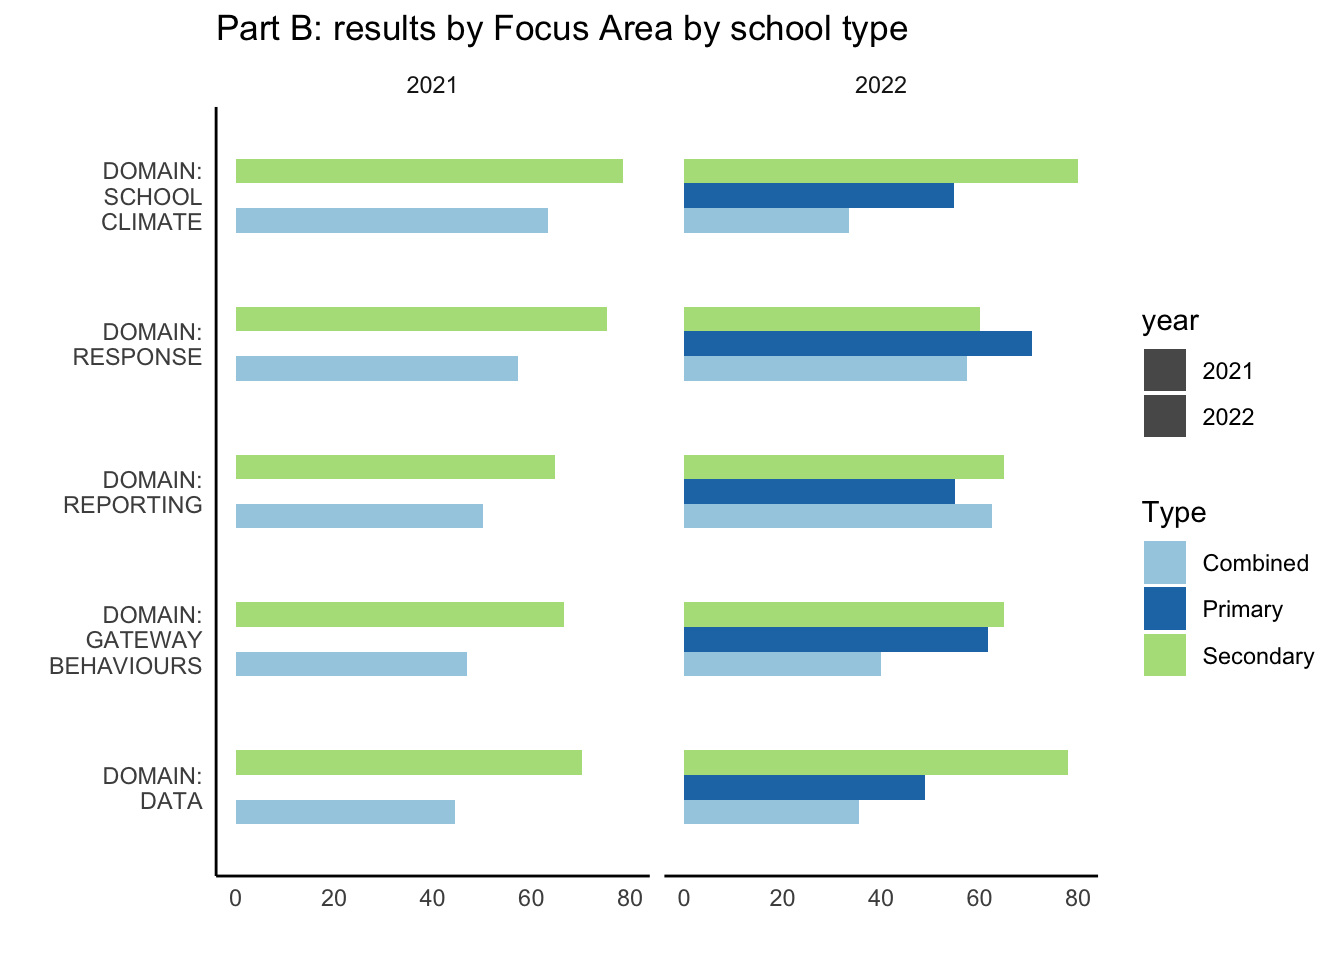 Part B: results by Focus Area by school type
2021
2022
DOMAIN:
SCHOOL
CLIMATE
DOMAIN:
RESPONSE
DOMAIN:
REPORTING
DOMAIN:
GATEWAY
BEHAVIOURS
DOMAIN:
DATA
0 20 40 60 80
0 20 40 60 80
year
2021
2022
Type
Combined
Primary
Secondary